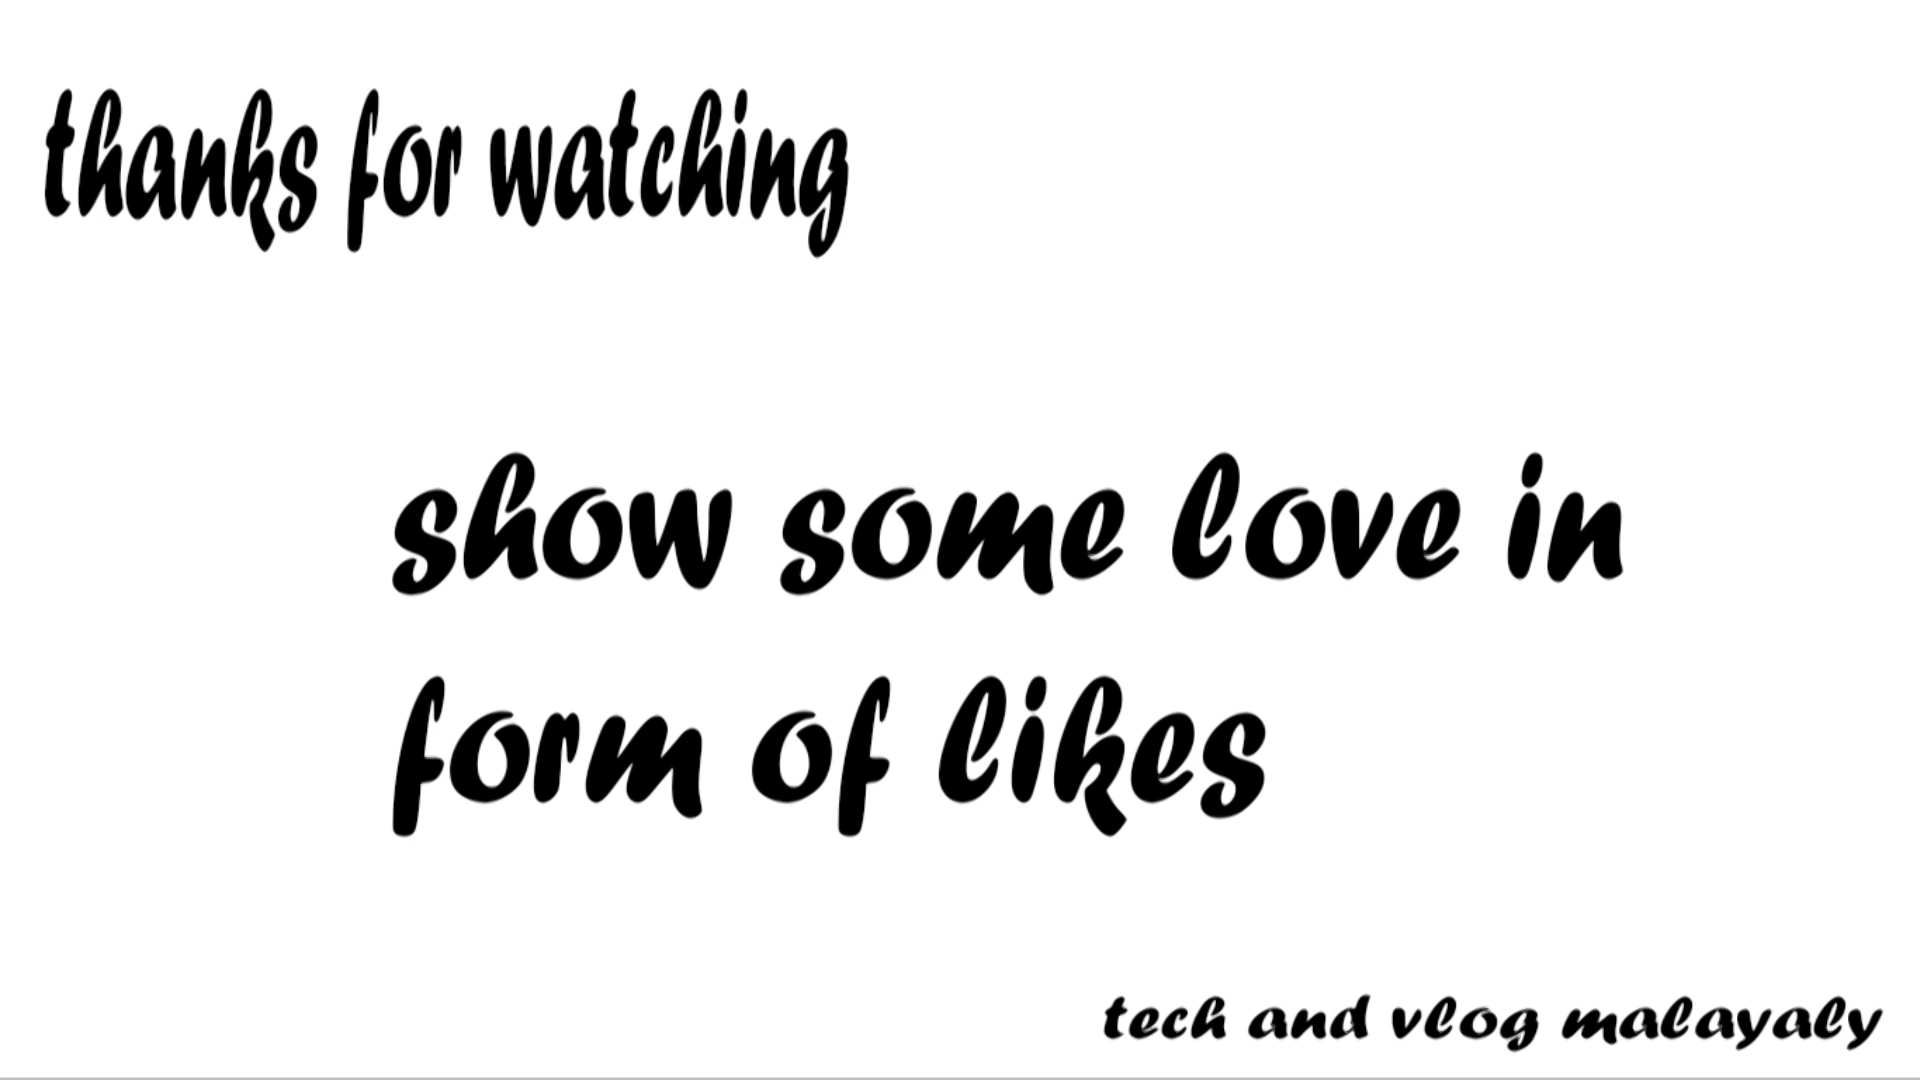 thanks for watching
show some love in
form of likes
tech and vlog malayaly